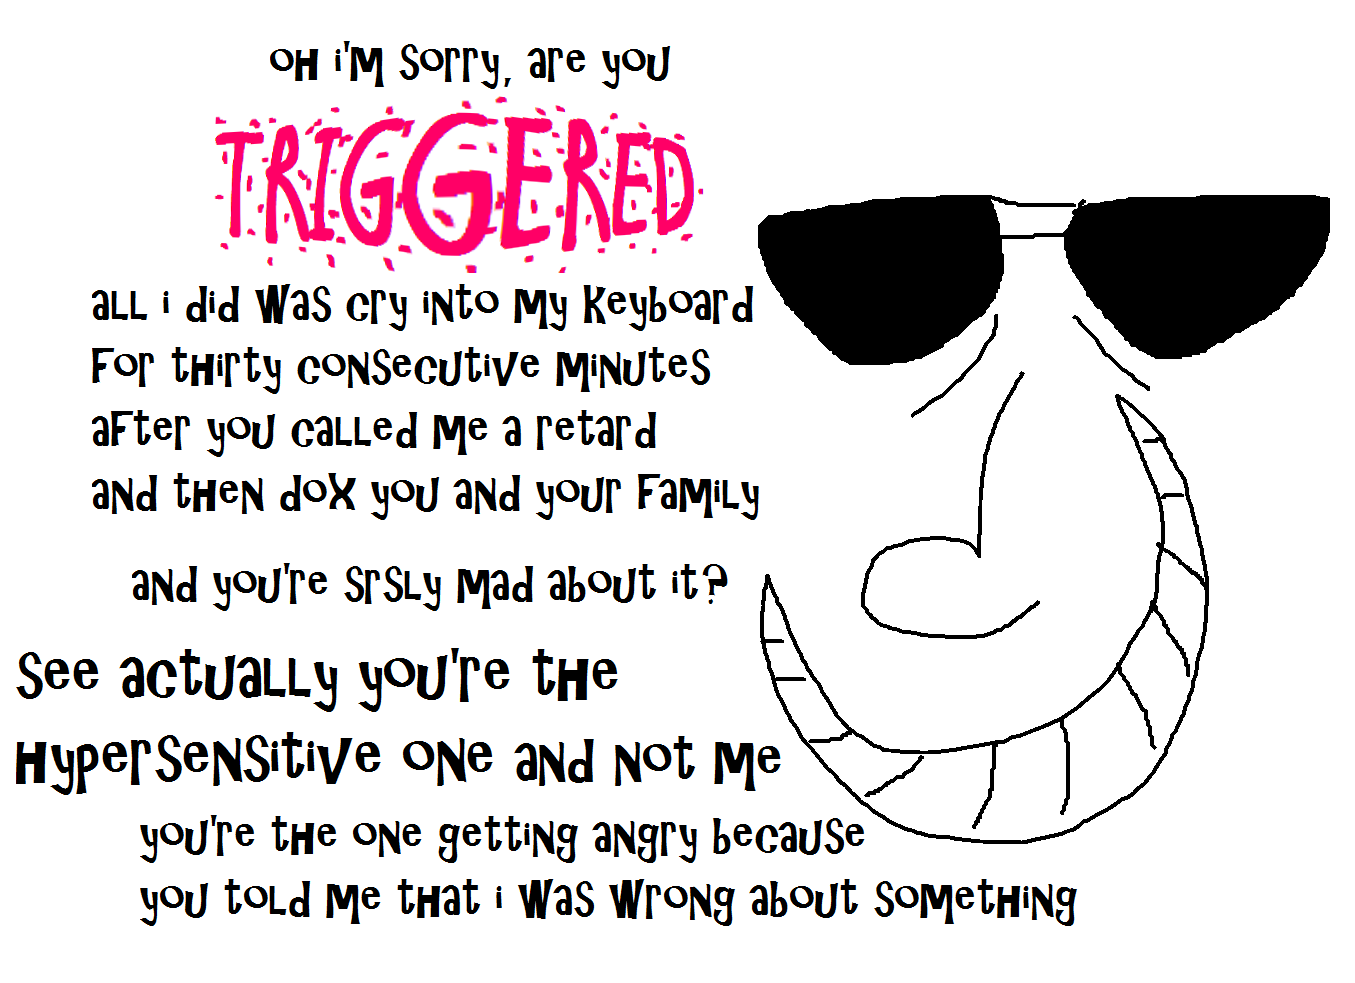 oh i'm sorry, are you
TRIGGERED
all i did was cry into my keyboard
for thirty consecutive minutes
after you called me a retard
and then dox you and your family
and you're srsly mad about it?
See actually you're the
hypersensitive one and not me
you're the one getting angry because
you told me that i was wrong about something